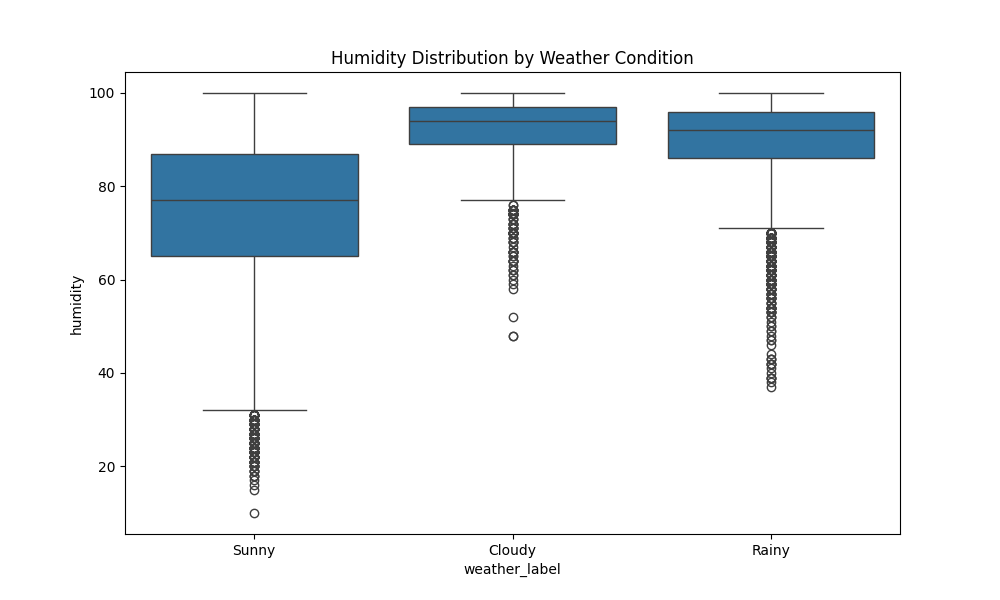 Humidity Distribution by Weather Condition
100
80
60
40
20
humidity
Sunny
Cloudy
Rainy
weather_label